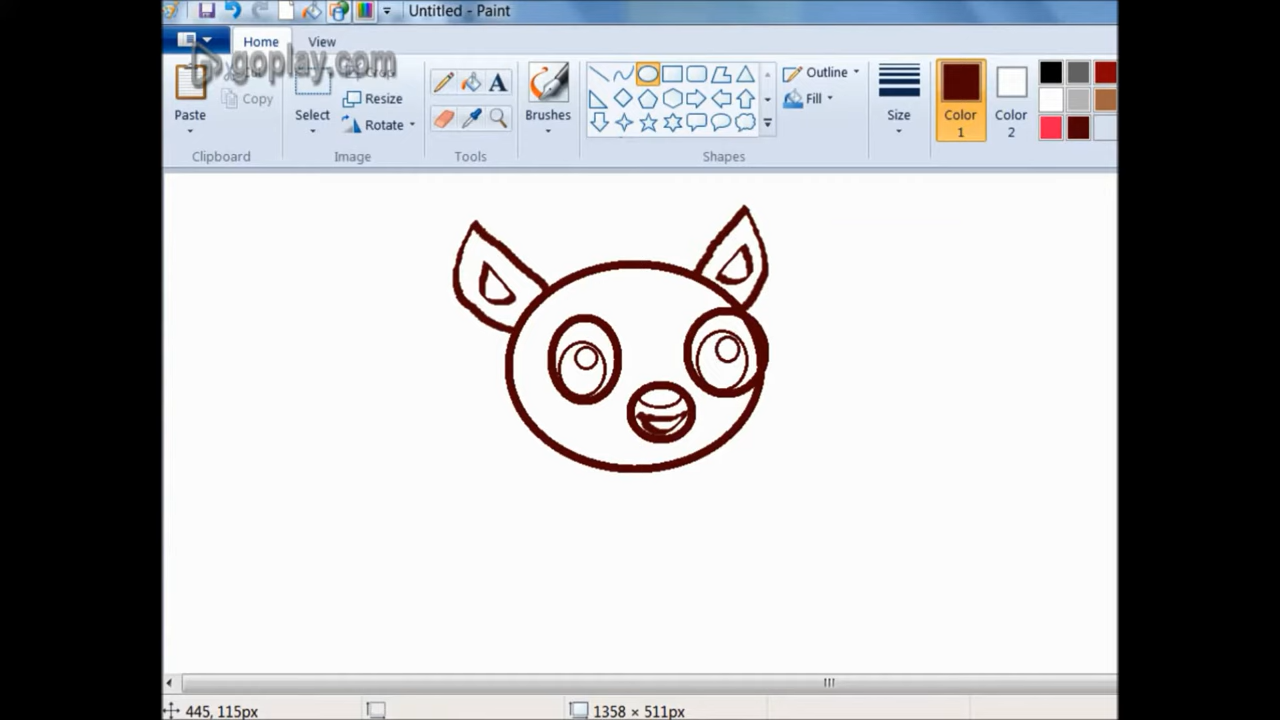 Untitled - Paint
Home
View
goplay.com
Paste
Copy
Clipboard
Select
Resize
Rotate
Image
Tools
Brushes
Shapes
Outline
Fill
Size
Color 1
Color 2
445, 115px
1358 × 511px